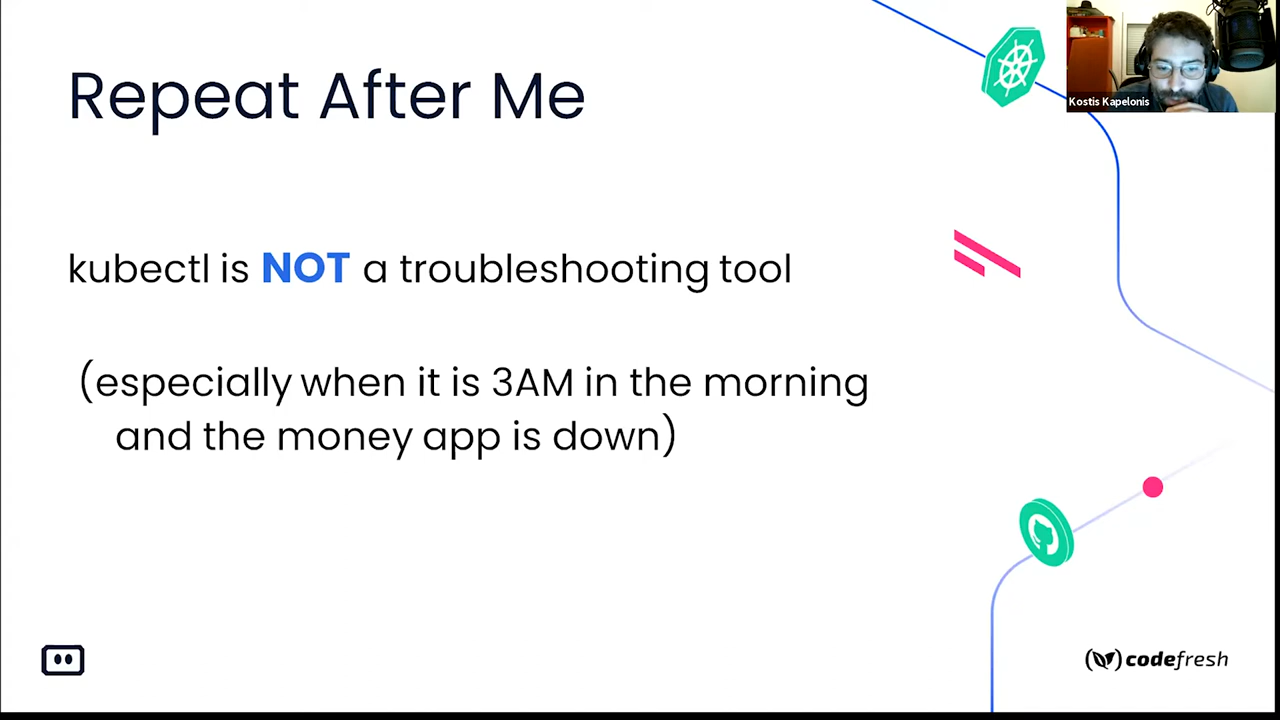 Repeat After Me
Kostis Kapelonis
kubectl is NOT a troubleshooting tool
(especially when it is 3AM in the morning
and the money app is down)
codefresh